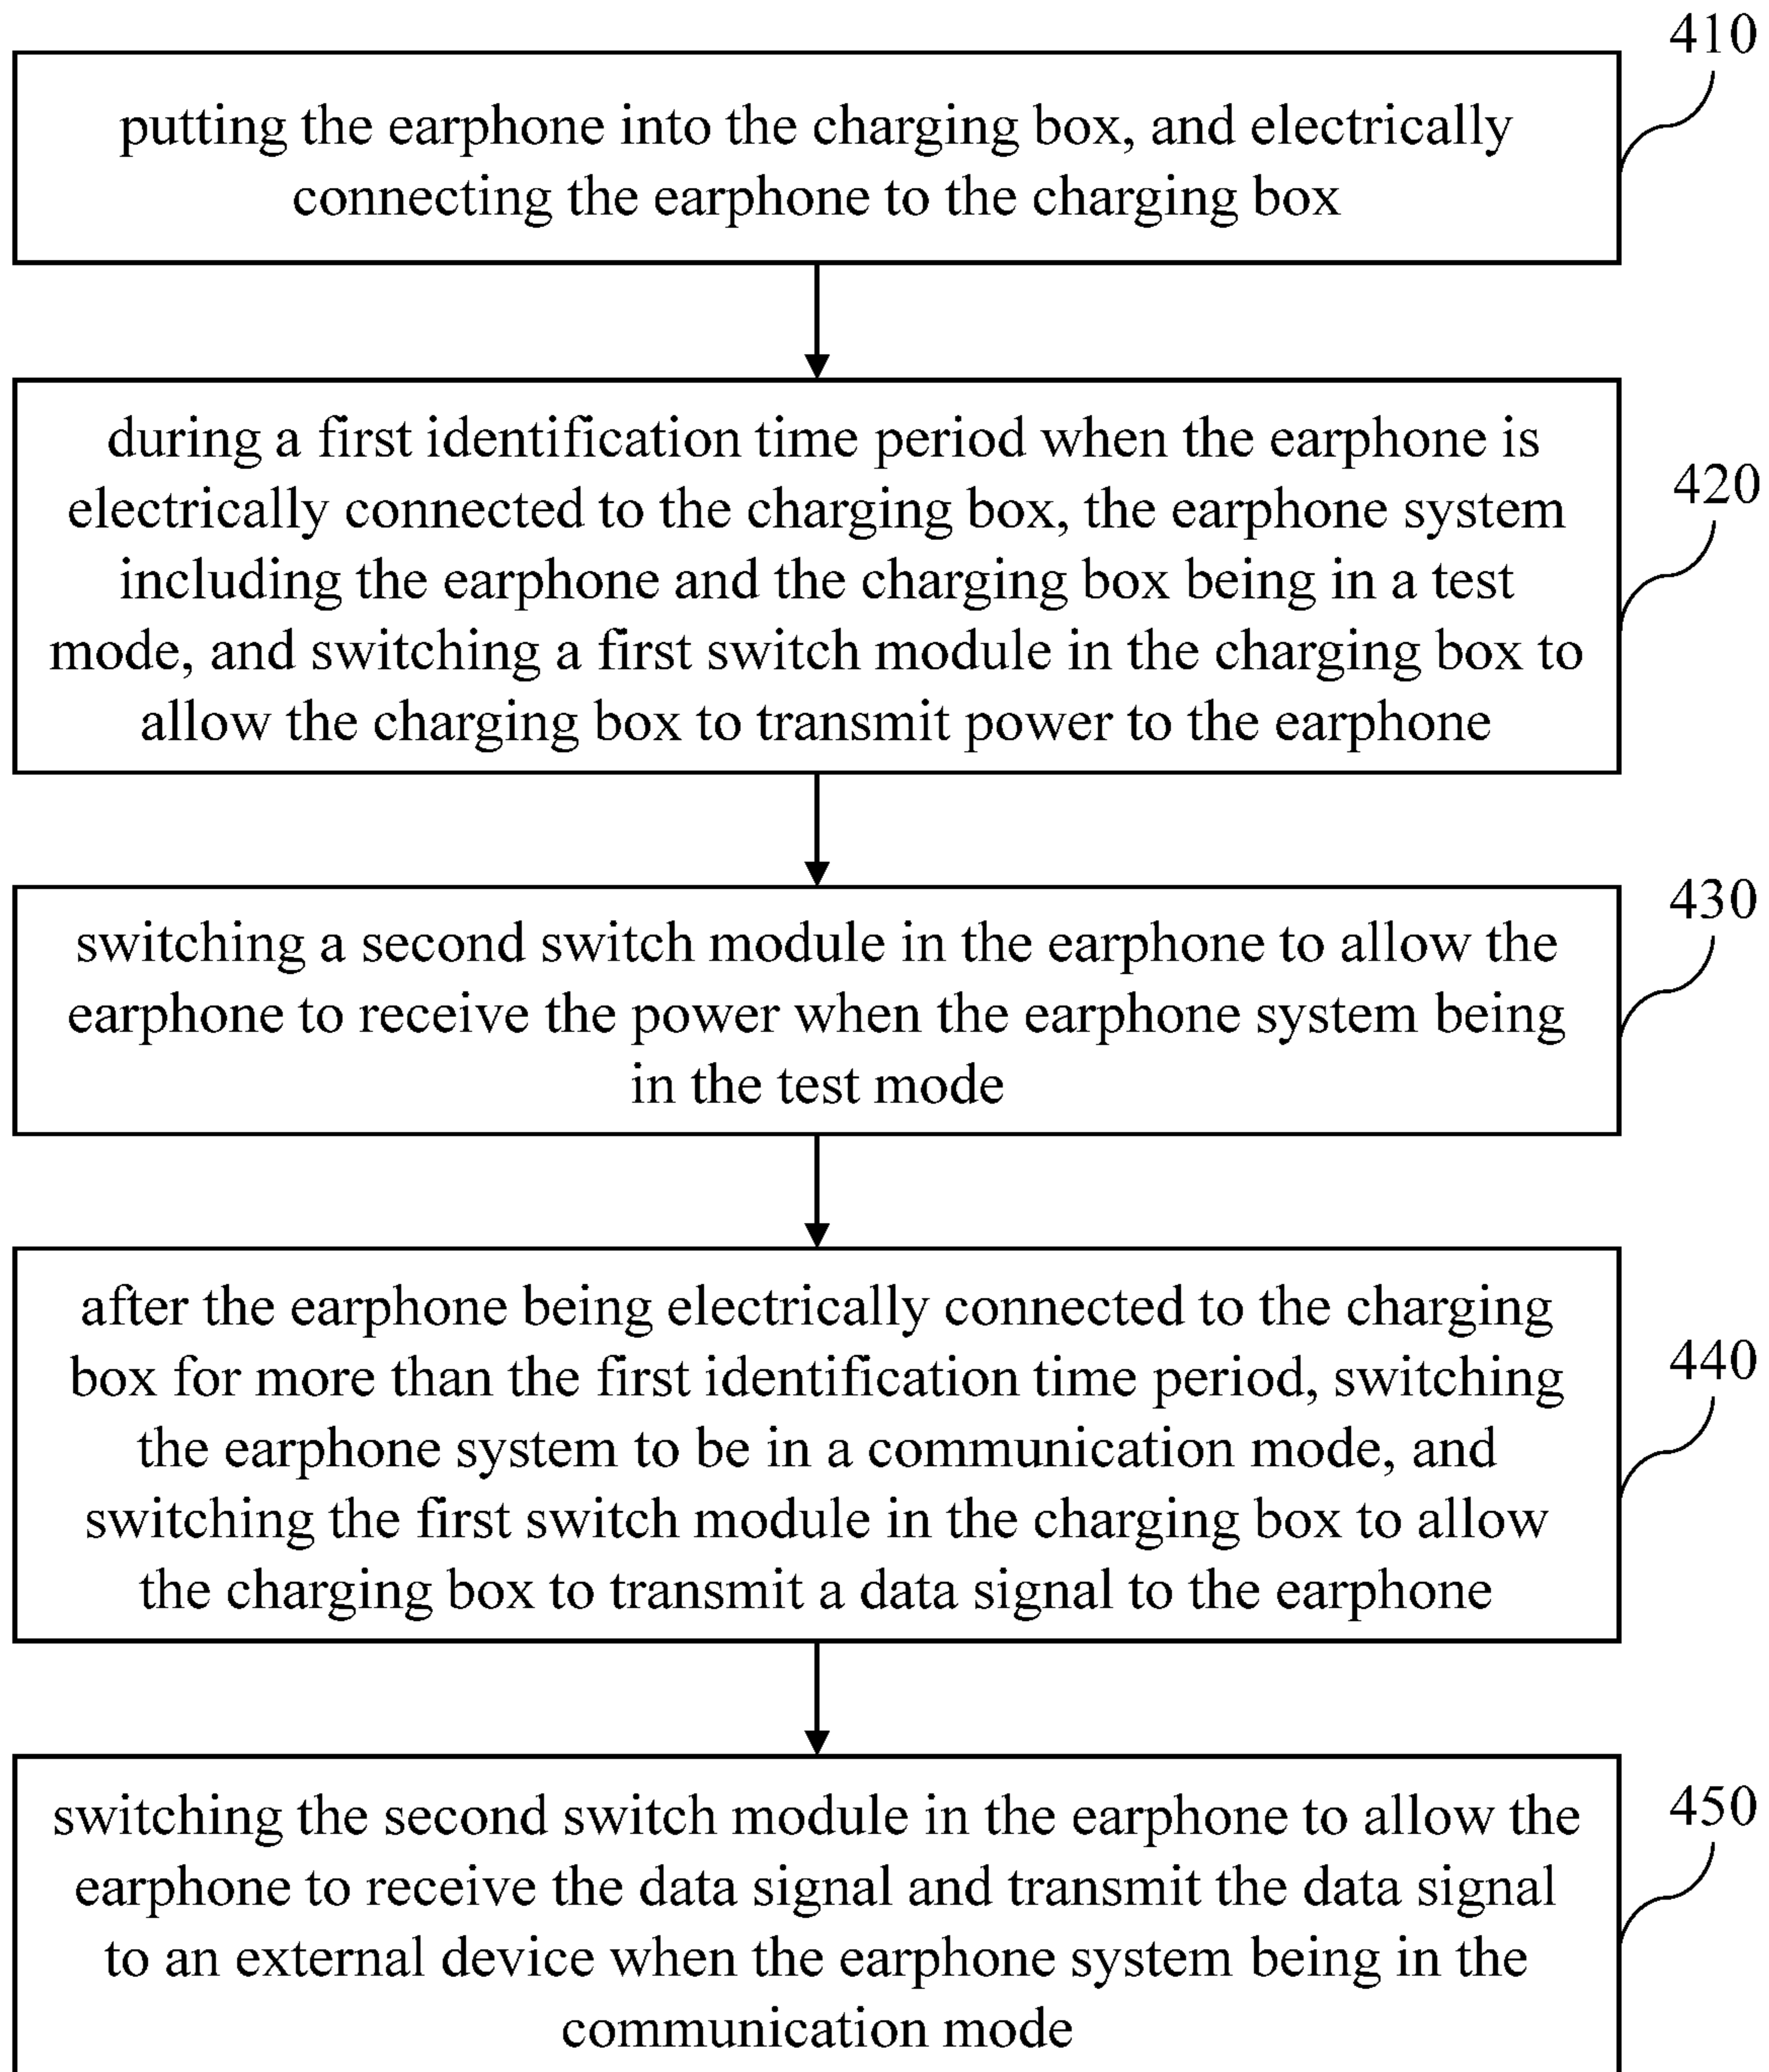 410
putting the earphone into the charging box, and electrically
connecting the earphone to the charging box
during a first identification time period when the earphone is
electrically connected to the charging box, the earphone system
including the earphone and the charging box being in a test
mode, and switching a first switch module in the charging box to
allow the charging box to transmit power to the earphone
420
switching a second switch module in the earphone to allow the
earphone to receive the power when the earphone system being
in the test mode
430
after the earphone being electrically connected to the charging
box for more than the first identification time period, switching
the earphone system to be in a communication mode, and
switching the first switch module in the charging box to allow
the charging box to transmit a data signal to the earphone
440
switching the second switch module in the earphone to allow the
earphone to receive the data signal and transmit the data signal
to an external device when the earphone system being in the
communication mode
450